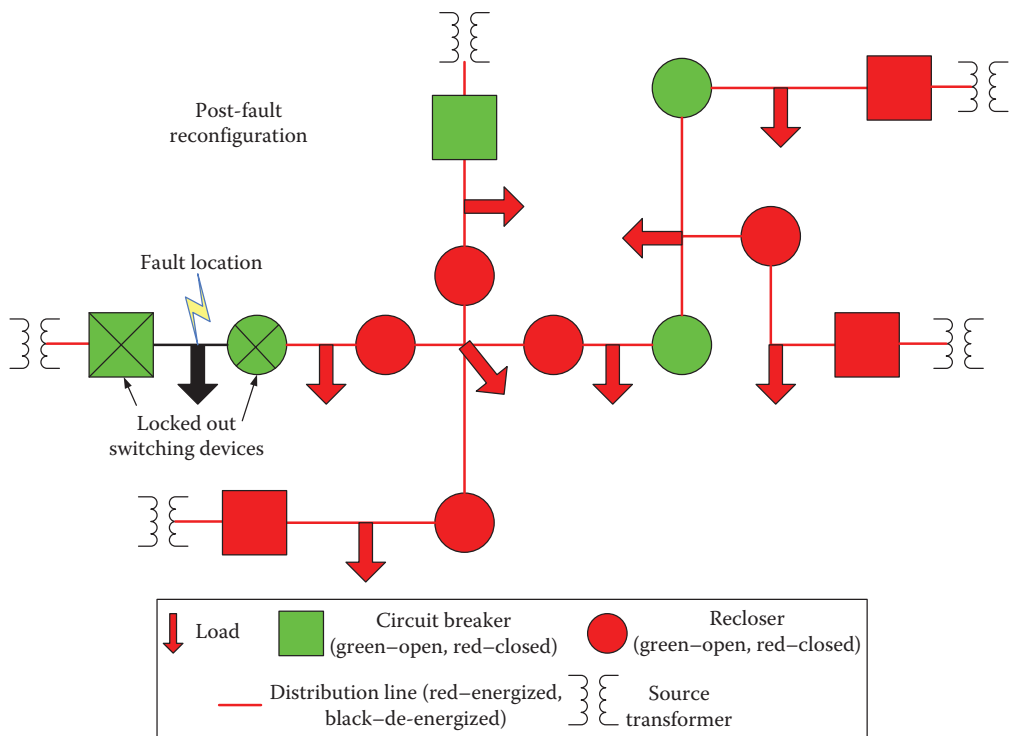 Post-fault
reconfiguration
Fault location
Locked out
switching devices
Load
Circuit breaker
(green–open, red–closed)
Recloser
(green–open, red–closed)
Distribution line (red–energized,
black–de-energized)
Source
transformer